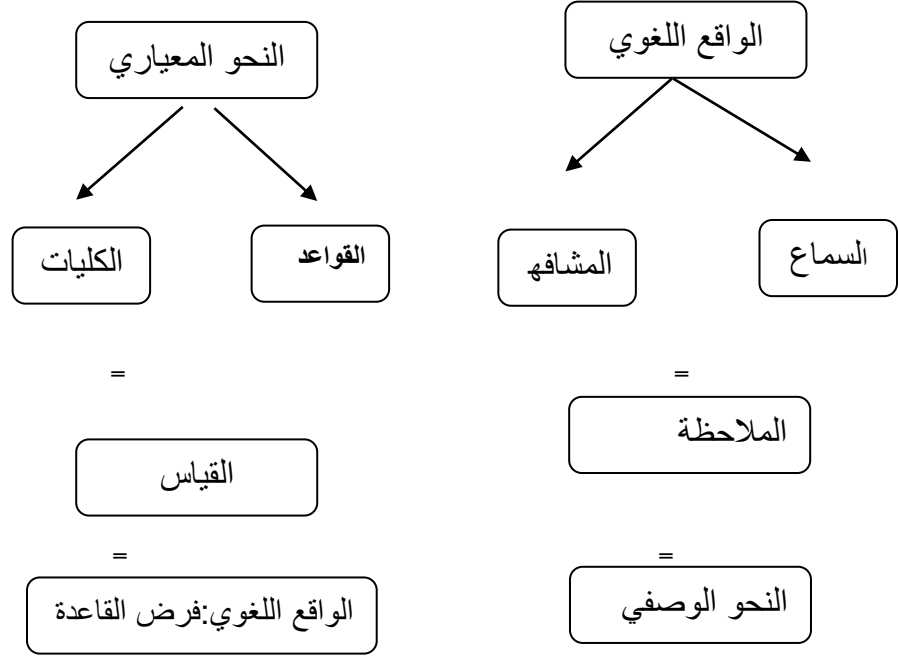 الواقع اللغوي
النحو المعياري
السماع
المشافه
القواعد
الكليات
=
=
الملاحظة
القياس
=
=
النحو الوصفي
الواقع اللغوي:فرض القاعدة